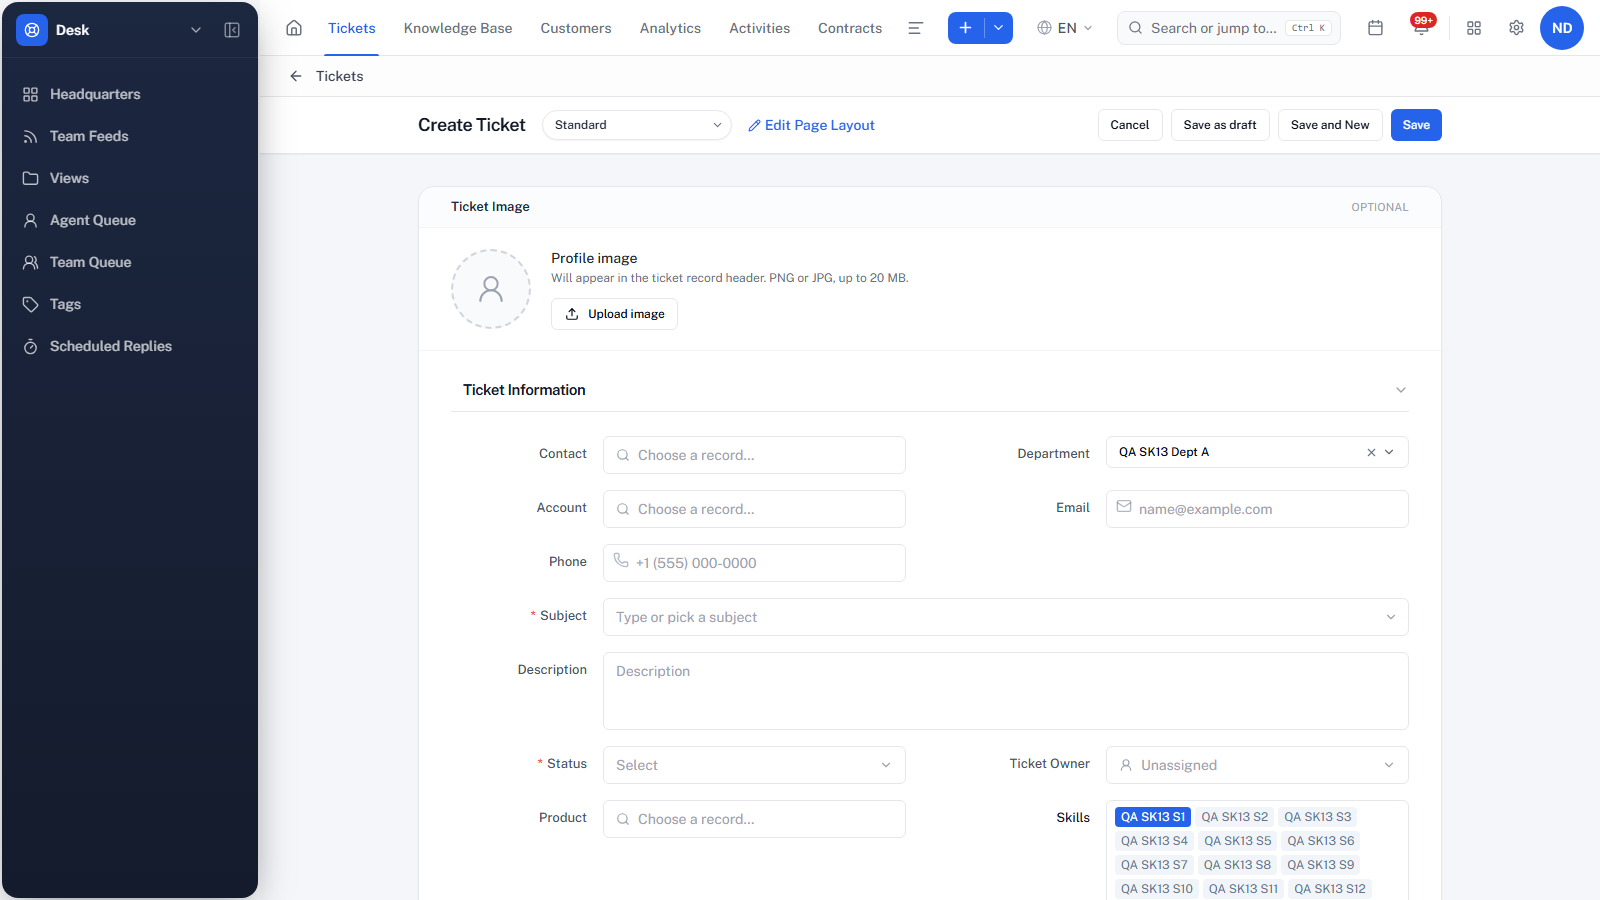 Desk
Headquarters
Team Feeds
Views
Agent Queue
Team Queue
Tags
Scheduled Replies
Tickets Knowledge Base Customers Analytics Activities Contracts EN Search or jump to... Ctrl K 99+ ND
Tickets
Create Ticket Standard Edit Page Layout Cancel Save as draft Save and New Save
Ticket Image OPTIONAL
Profile image
Will appear in the ticket record header. PNG or JPG, up to 20 MB.
Upload image
Ticket Information
Contact Choose a record... Department QA SK13 Dept A
Account Choose a record... Email name@example.com
Phone +1 (555) 000-0000
* Subject Type or pick a subject
Description Description
* Status Select Ticket Owner Unassigned
Product Choose a record... Skills QA SK13 S1 QA SK13 S2 QA SK13 S3
QA SK13 S4 QA SK13 S5 QA SK13 S6
QA SK13 S7 QA SK13 S8 QA SK13 S9
QA SK13 S10 QA SK13 S11 QA SK13 S12